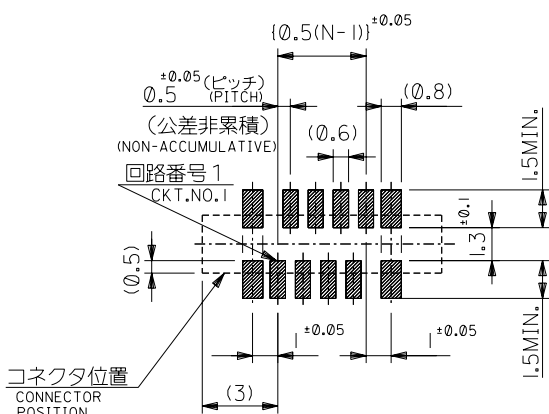 {0.5(N-1)}±0.05
0.5±0.05(ピッチ)
(PITCH)
(0.8)
(公差非累積)
(NON-ACCUMULATIVE)
(0.6)
1.5MIN.
回路番号1
CKT.NO.1
1.3±0.1
(0.5)
1±0.05
1±0.05
1.5MIN.
コネクタ位置
CONNECTOR
POSITION
(3)